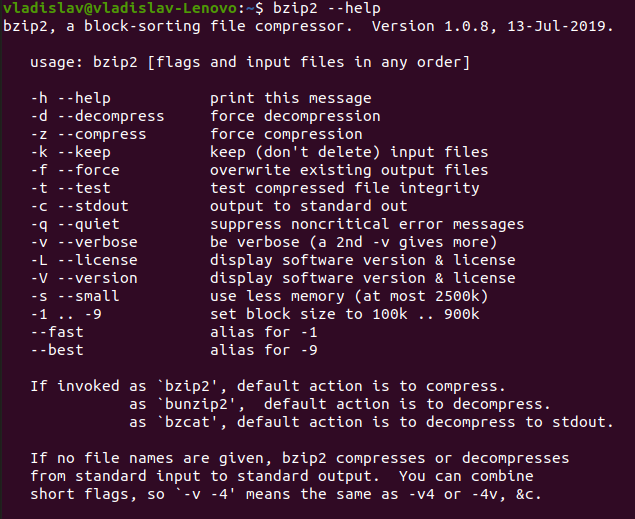 vladislav@vladislav-Lenovo:~$ bzip2 --help
bzip2, a block-sorting file compressor.  Version 1.0.8, 13-Jul-2019.

   usage: bzip2 [flags and input files in any order]

   -h --help           print this message
   -d --decompress     force decompression
   -z --compress       force compression
   -k --keep           keep (don't delete) input files
   -f --force          overwrite existing output files
   -t --test           test compressed file integrity
   -c --stdout         output to standard out
   -q --quiet          suppress noncritical error messages
   -v --verbose        be verbose (a 2nd -v gives more)
   -L --license        display software version & license
   -V --version        display software version & license
   -s --small          use less memory (at most 2500k)
   -1 .. -9            set block size to 100k .. 900k
   --fast              alias for -1
   --best              alias for -9

   If invoked as `bzip2', default action is to compress.
              as `bunzip2',  default action is to decompress.
              as `bzcat', default action is to decompress to stdout.

   If no file names are given, bzip2 compresses or decompresses
   from standard input to standard output.  You can combine
   short flags, so `-v -4' means the same as -v4 or -4v, &c.